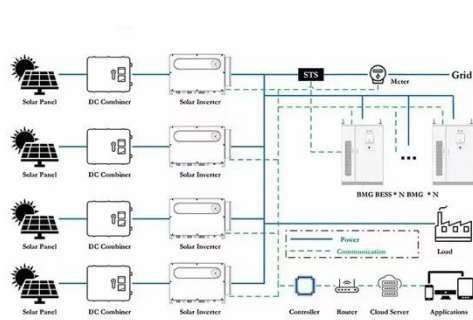 STS
Meter
Grid
Solar Panel DC Combiner Solar Inverter
Solar Panel DC Combiner Solar Inverter
BMG BESS * N BMG * N
Solar Panel DC Combiner Solar Inverter
Power
Communication
Load
Solar Panel DC Combiner Solar Inverter
Controller Router Cloud Server Applications